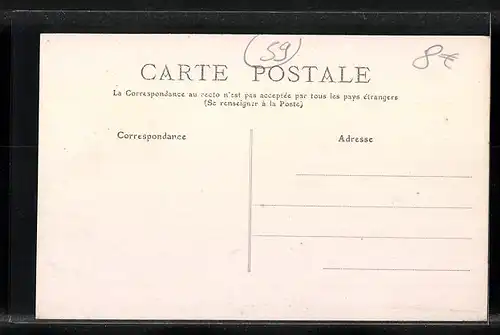 59
8€
CARTE POSTALE
La Correspondance au recto n'est pas acceptée par tous les pays étrangers
(Se renseigner à la Poste)
Correspondance
Adresse